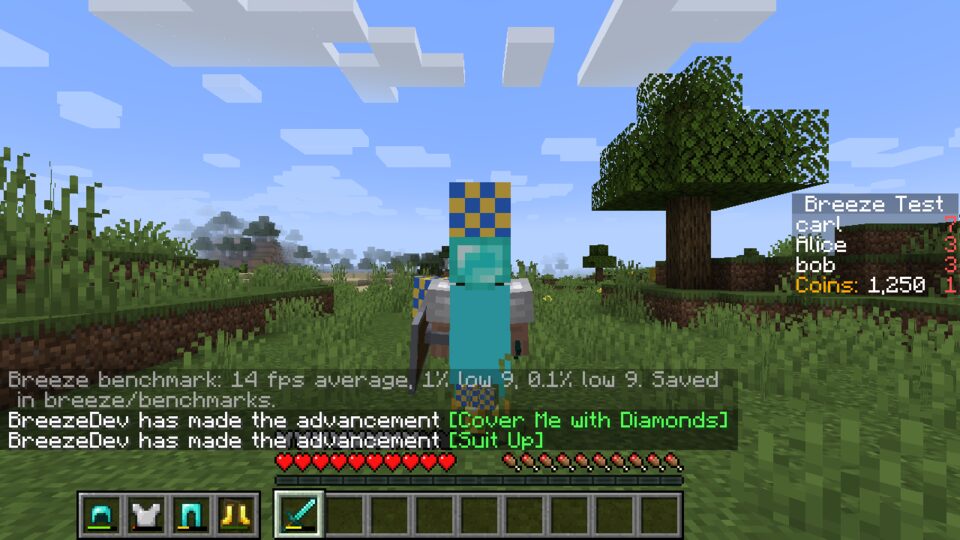 Breeze Test
carl 7
Alice 3
bob 3
Coins: 1,250 1
Breeze benchmark: 14 fps average, 1% low 9, 0.1% low 9. Saved
in breeze/benchmarks.
BreezeDev has made the advancement [Cover Me with Diamonds]
BreezeDev has made the advancement [Suit Up]